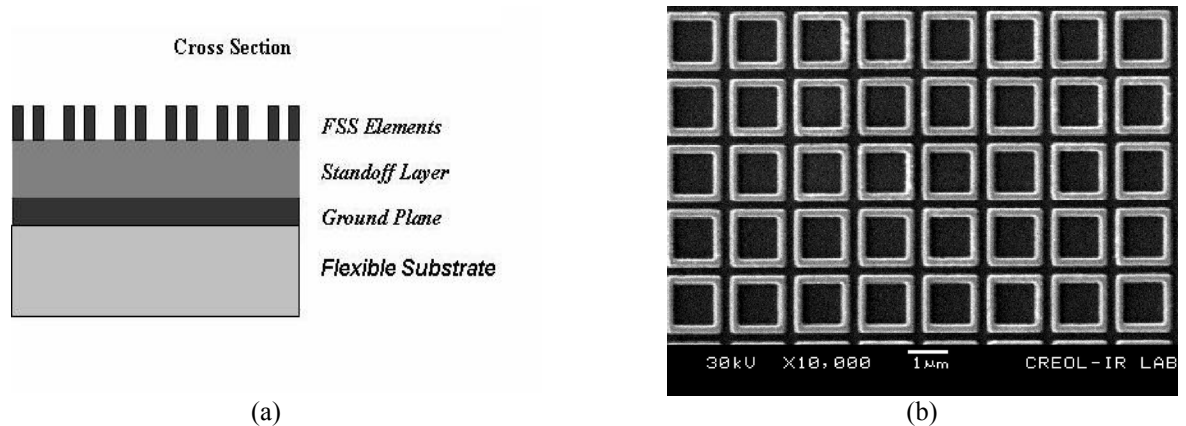 Cross Section
FSS Elements
Standoff Layer
Ground Plane
Flexible Substrate
30kV X10,000 1μm CREOL-IR LAB
(a) (b)